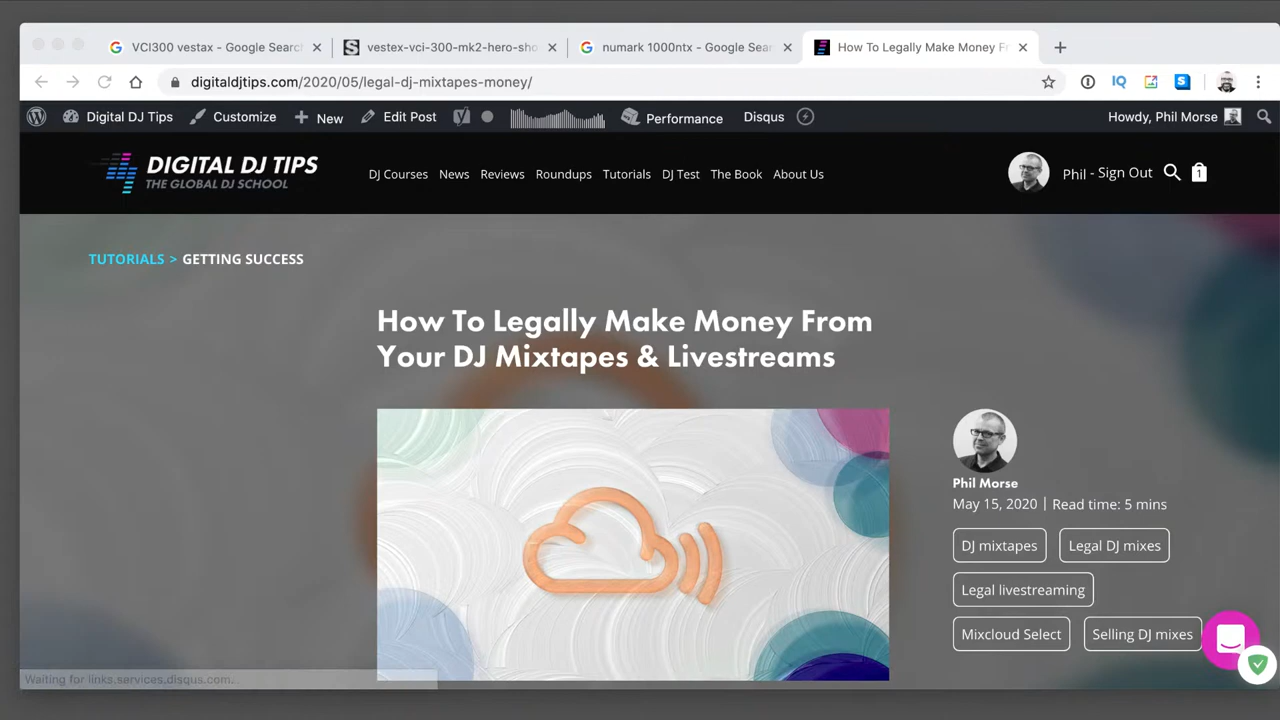 VCI300 vestax - Google Search
vestex-vci-300-mk2-hero-sho
numark 1000ntx - Google Sear
How To Legally Make Money Fr
digitaldjtips.com/2020/05/legal-dj-mixtapes-money/
IQ
S
Digital DJ Tips
Customize
New
Edit Post
Performance
Disqus
Howdy, Phil Morse
DIGITAL DJ TIPS
THE GLOBAL DJ SCHOOL
DJ Courses
News
Reviews
Roundups
Tutorials
DJ Test
The Book
About Us
Phil - Sign Out
1
TUTORIALS > GETTING SUCCESS
How To Legally Make Money From
Your DJ Mixtapes & Livestreams
Phil Morse
May 15, 2020 | Read time: 5 mins
DJ mixtapes
Legal DJ mixes
Legal livestreaming
Mixcloud Select
Selling DJ mixes
Waiting for links.services.disqus.com...